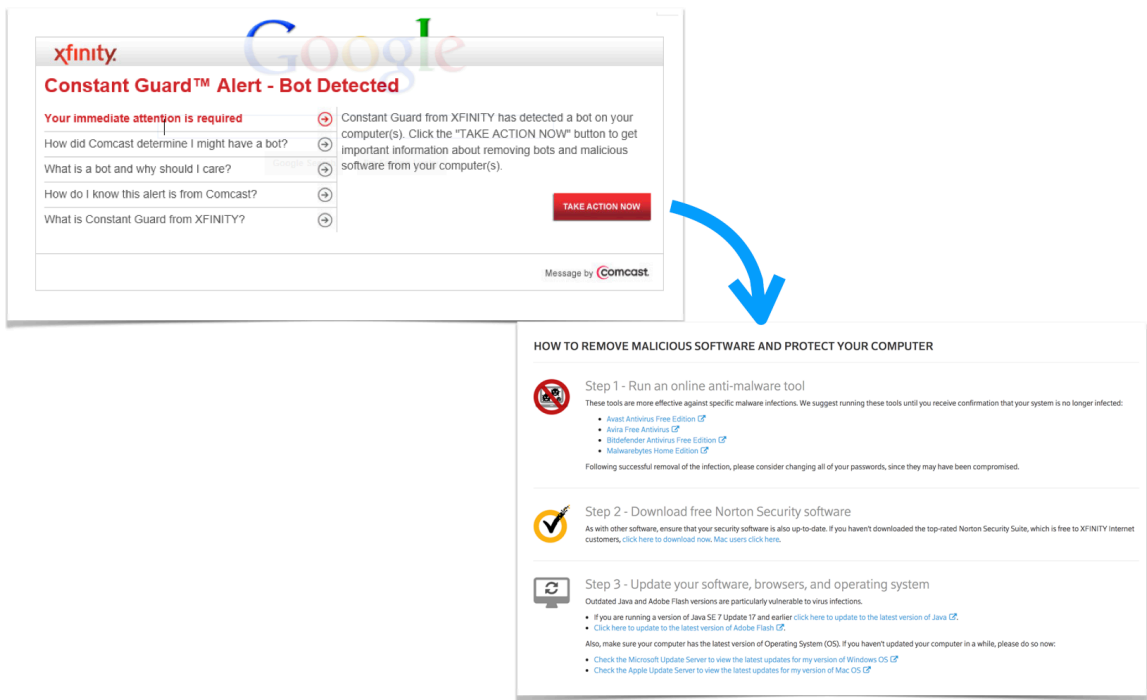 Google
xfinity.
Constant Guard™ Alert - Bot Detected
Your immediate attention is required
How did Comcast determine I might have a bot?
What is a bot and why should I care?
How do I know this alert is from Comcast?
What is Constant Guard from XFINITY?
Constant Guard from XFINITY has detected a bot on your
computer(s). Click the "TAKE ACTION NOW" button to get
important information about removing bots and malicious
software from your computer(s).
TAKE ACTION NOW
Message by comcast.
HOW TO REMOVE MALICIOUS SOFTWARE AND PROTECT YOUR COMPUTER
Step 1 - Run an online anti-malware tool
These tools are more effective against specific malware infections. We suggest running these tools until you receive confirmation that your system is no longer infected:
• Avast Antivirus Free Edition
• Avira Free Antivirus
• Bitdefender Antivirus Free Edition
• Malwarebytes Home Edition
Following successful removal of the infection, please consider changing all of your passwords, since they may have been compromised.
Step 2 - Download free Norton Security software
As with other software, ensure that your security software is also up-to-date. If you haven't downloaded the top-rated Norton Security Suite, which is free to XFINITY Internet
customers, click here to download now. Mac users click here.
Step 3 - Update your software, browsers, and operating system
Outdated Java and Adobe Flash versions are particularly vulnerable to virus infections.
• If you are running a version of Java SE 7 Update 17 and earlier click here to update to the latest version of Java.
• Click here to update to the latest version of Adobe Flash.
Also, make sure your computer has the latest version of Operating System (OS). If you haven't updated your computer in a while, please do so now:
• Check the Microsoft Update Server to view the latest updates for my version of Windows OS
• Check the Apple Update Server to view the latest updates for my version of Mac OS